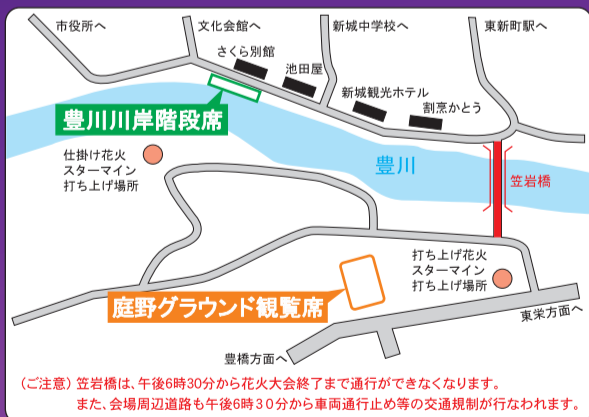 市役所へ
文化会館へ
新城中学校へ
東新町駅へ
さくら別館
池田屋
新城観光ホテル
割烹かとう
豊川川岸階段席
仕掛け花火
スターマイン
打ち上げ場所
豊川
笠岩橋
打ち上げ花火
スターマイン
打ち上げ場所
庭野グラウンド観覧席
東栄方面へ
豊橋方面へ
(ご注意) 笠岩橋は、午後6時30分から花火大会終了まで通行ができなくなります。
また、会場周辺道路も午後6時30分から車両通行止め等の交通規制が行なわれます。